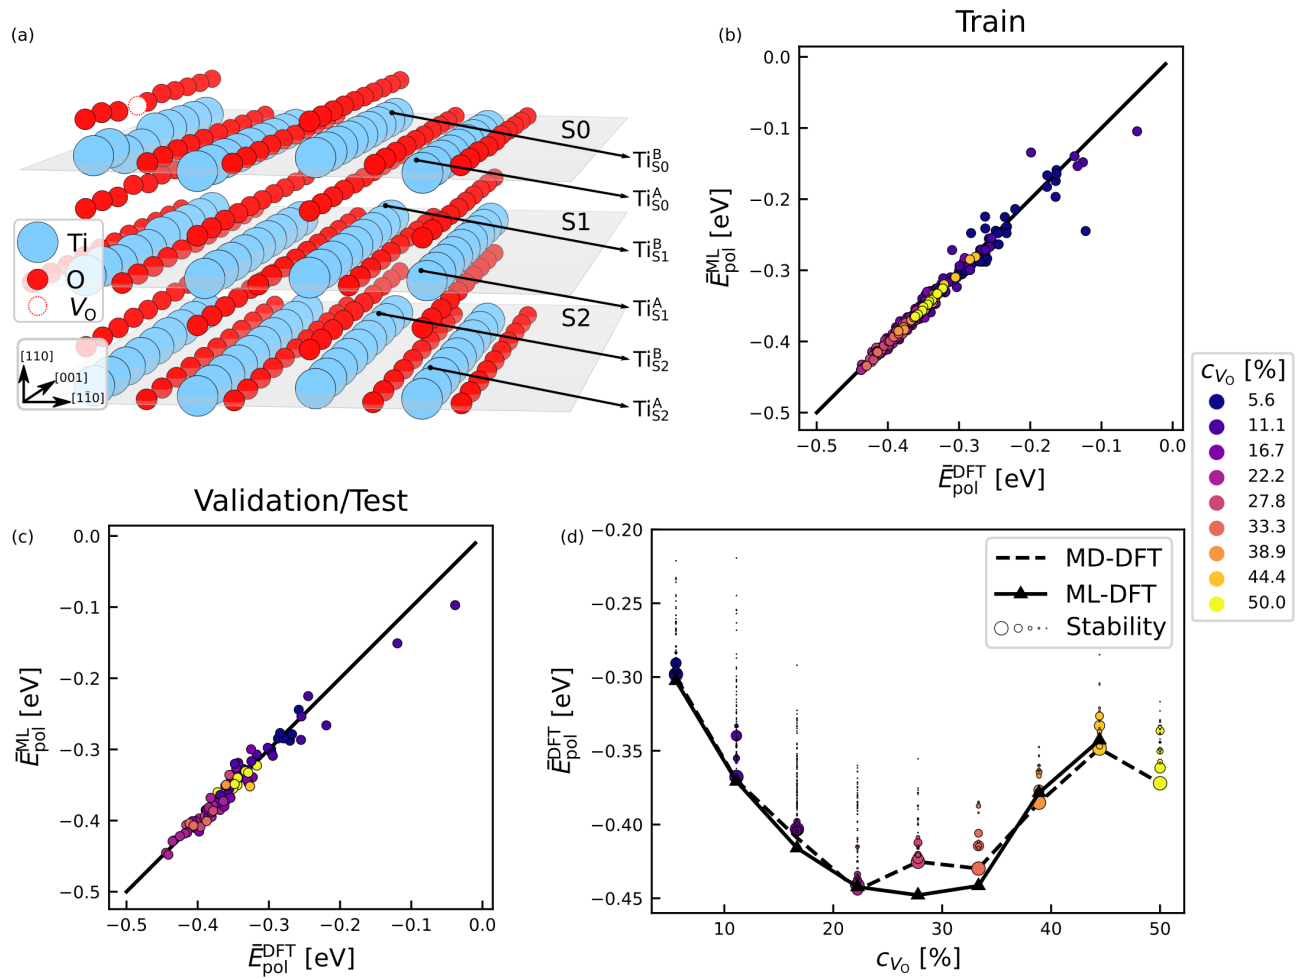 (a)
S0
Ti^B_S0
Ti^A_S0
S1
Ti^B_S1
Ti^A_S1
S2
Ti^B_S2
Ti^A_S2
Ti
O
V_O
[110]
[001]
[1-10]
(b)
Train
0.0
−0.1
−0.2
−0.3
−0.4
−0.5
Ē^ML_pol [eV]
−0.5 −0.4 −0.3 −0.2 −0.1 0.0
Ē^DFT_pol [eV]
c_V_O [%]
5.6
11.1
16.7
22.2
27.8
33.3
38.9
44.4
50.0
(c)
Validation/Test
0.0
−0.1
−0.2
−0.3
−0.4
−0.5
Ē^ML_pol [eV]
−0.5 −0.4 −0.3 −0.2 −0.1 0.0
Ē^DFT_pol [eV]
(d)
−0.20
−0.25
−0.30
−0.35
−0.40
−0.45
Ē^DFT_pol [eV]
MD-DFT
ML-DFT
Stability
10 20 30 40 50
c_V_O [%]